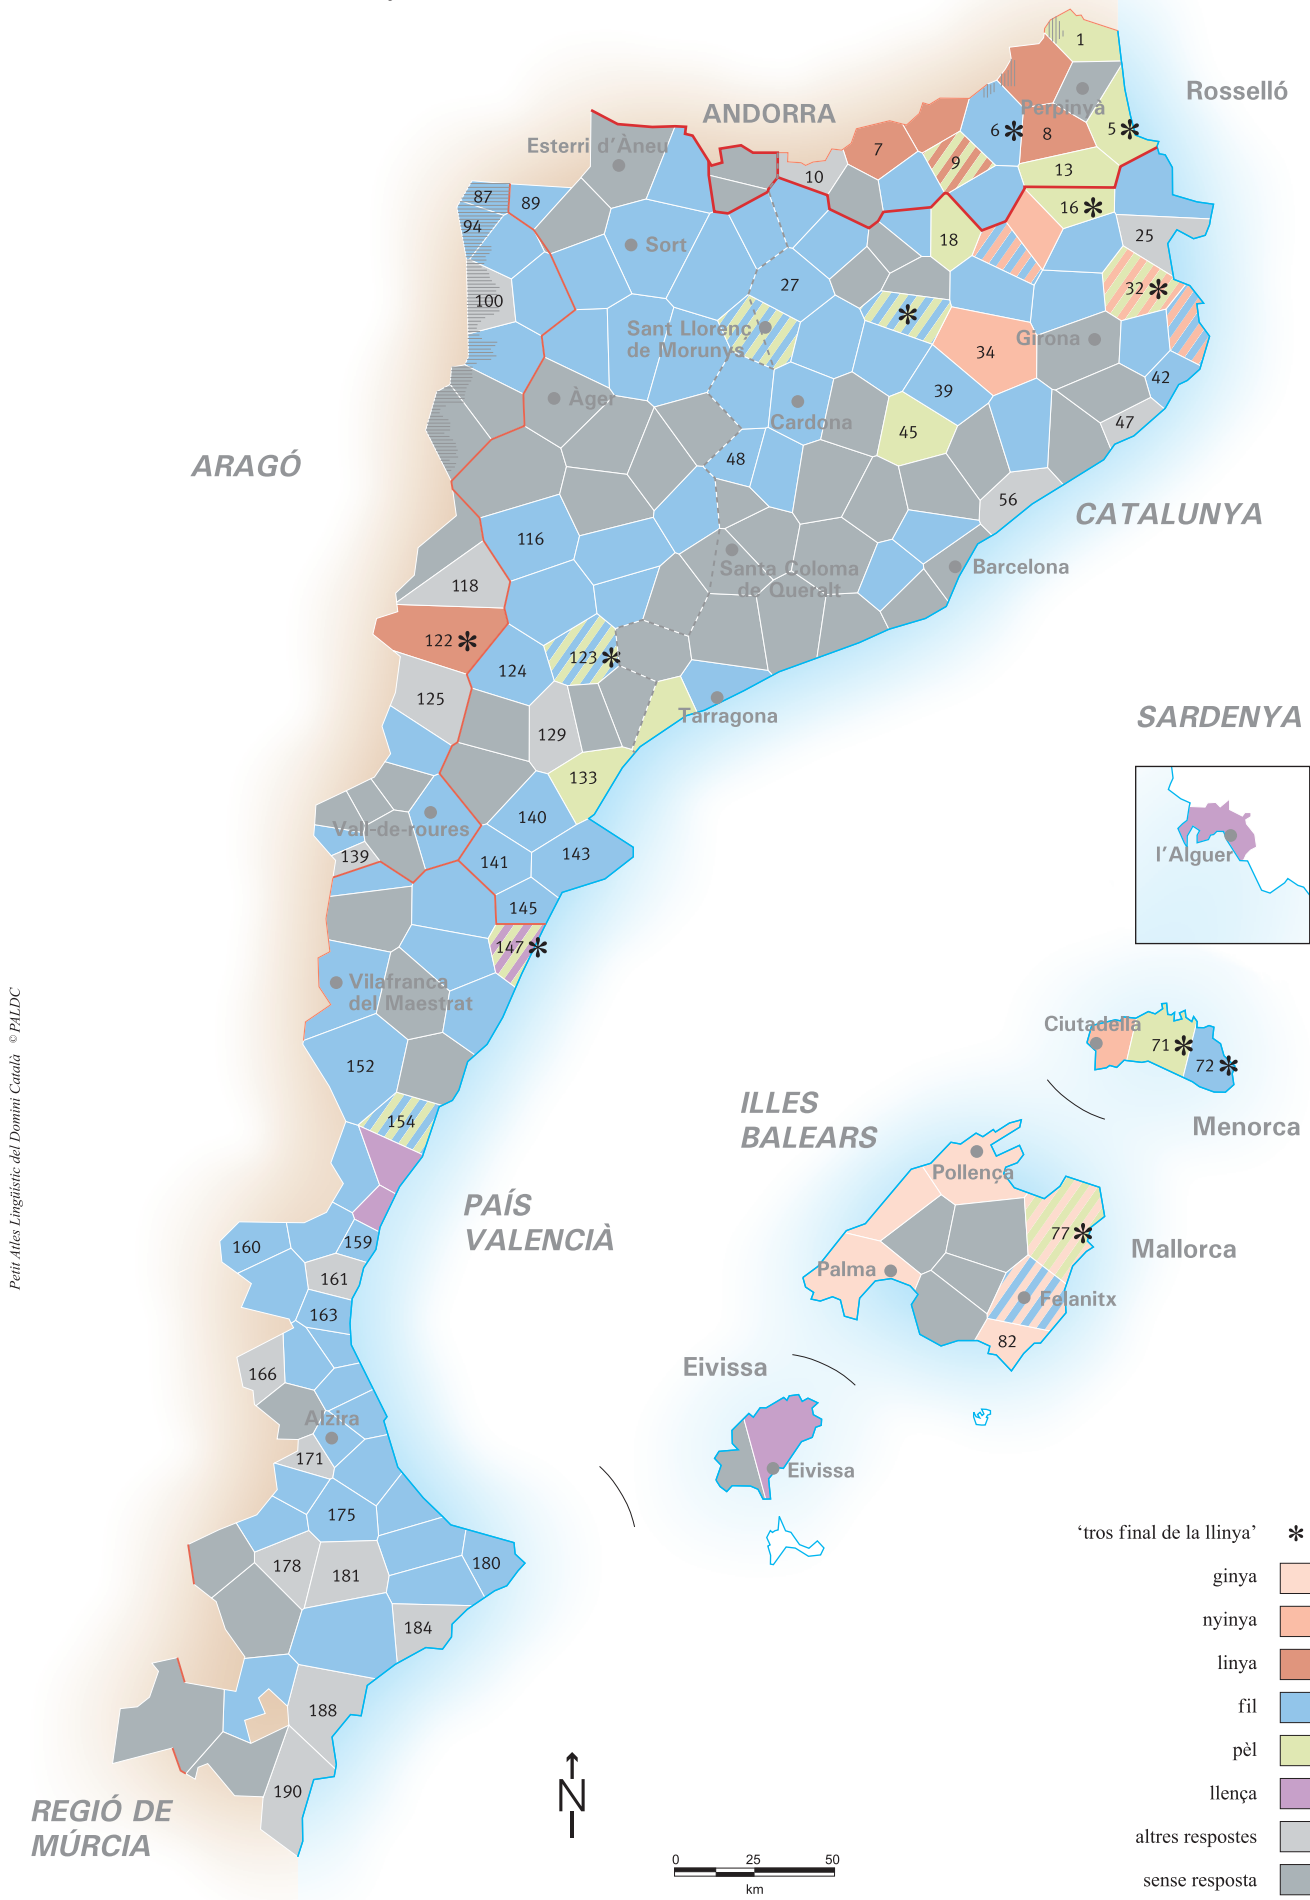 1
Rosselló
Perpinyà
ANDORRA
6 *
8
5 *
Esterri d'Àneu
7
9
13
10
87
89
16 *
94
18
25
Sort
27
32 *
100
*
Sant Llorenç
de Morunys
34
Girona
42
39
Àger
Cardona
47
45
ARAGÓ
48
56
CATALUNYA
116
Santa Coloma
de Queralt
Barcelona
118
122 *
123 *
124
125
Tarragona
129
SARDENYA
133
140
Vall-de-roures
139
141
143
l'Alguer
145
147 *
Vilafranca
del Maestrat
Petit Atles Lingüístic del Domini Català © PALDC
Ciutadella
71 *
72 *
152
ILLES
BALEARS
154
Menorca
Pollença
PAÍS
VALENCIÀ
77 *
160
159
Mallorca
161
Palma
Felanitx
163
82
166
Eivissa
Alzira
171
Eivissa
175
'tros final de la llinya' *
178
181
180
ginya
184
nyinya
linya
188
fil
pèl
190
N
llença
REGIÓ DE
MÚRCIA
altres respostes
0 25 50
km
sense resposta